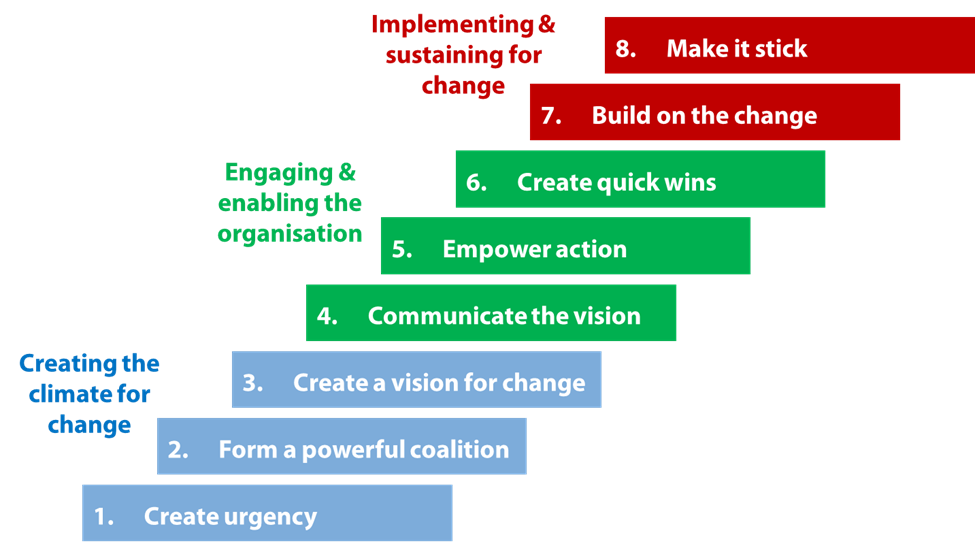 Implementing &
sustaining for
change
8. Make it stick
7. Build on the change
Engaging &
enabling the
organisation
6. Create quick wins
5. Empower action
4. Communicate the vision
Creating the
climate for
change
3. Create a vision for change
2. Form a powerful coalition
1. Create urgency